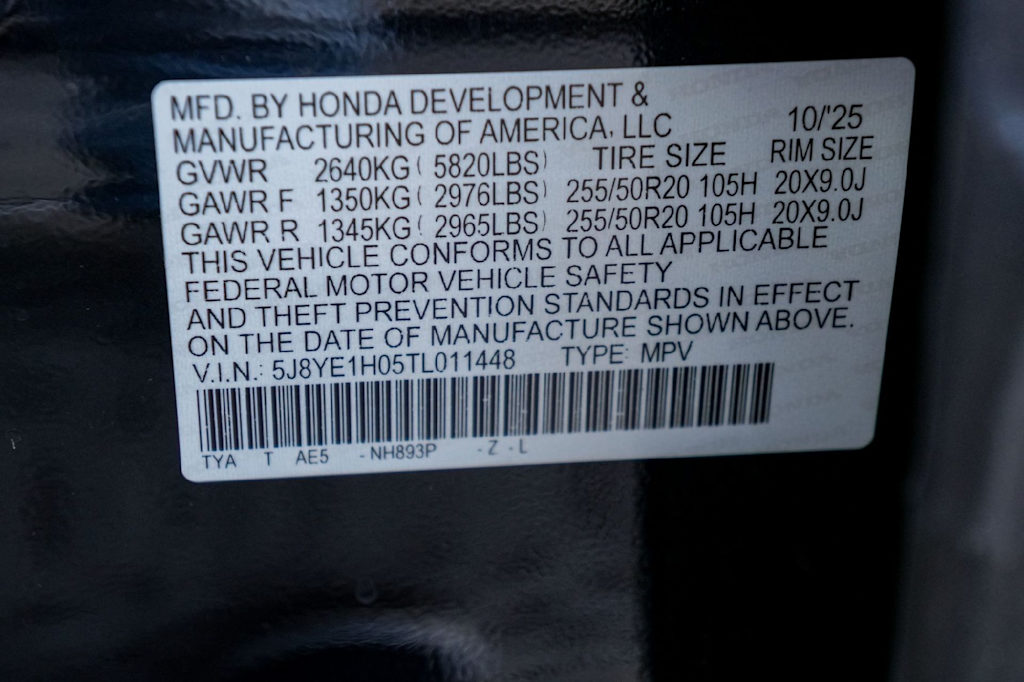 MFD. BY HONDA DEVELOPMENT &
MANUFACTURING OF AMERICA, LLC 10/'25
GVWR 2640KG ( 5820LBS) TIRE SIZE RIM SIZE
GAWR F 1350KG ( 2976LBS) 255/50R20 105H 20X9.0J
GAWR R 1345KG ( 2965LBS) 255/50R20 105H 20X9.0J
THIS VEHICLE CONFORMS TO ALL APPLICABLE
FEDERAL MOTOR VEHICLE SAFETY
AND THEFT PREVENTION STANDARDS IN EFFECT
ON THE DATE OF MANUFACTURE SHOWN ABOVE.
V.I.N.: 5J8YE1H05TL011448 TYPE: MPV
TYA T AE5 - NH893P - Z - L